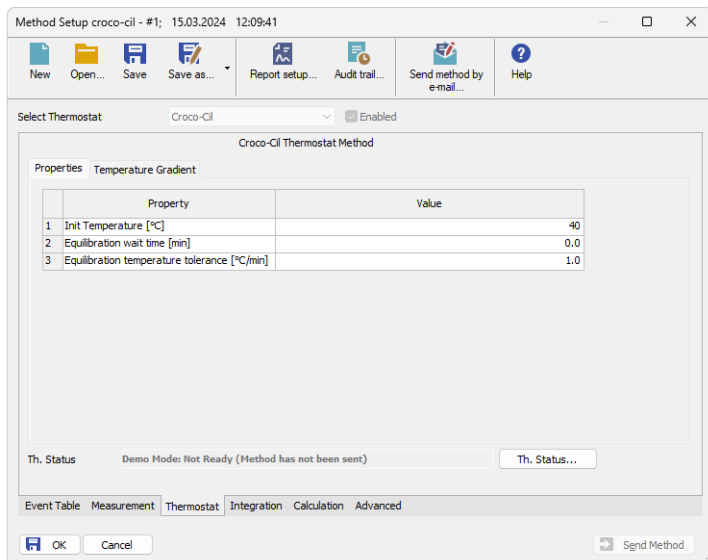 Method Setup croco-cil - #1;   15.03.2024   12:09:41
New Open... Save Save as... Report setup... Audit trail... Send method by e-mail... Help
Select Thermostat Croco-Cil Enabled
Croco-Cil Thermostat Method
Properties Temperature Gradient
Property Value
1 Init Temperature [°C] 40
2 Equilibration wait time [min] 0.0
3 Equilibration temperature tolerance [°C/min] 1.0
Th. Status Demo Mode: Not Ready (Method has not been sent) Th. Status...
Event Table Measurement Thermostat Integration Calculation Advanced
OK Cancel Send Method